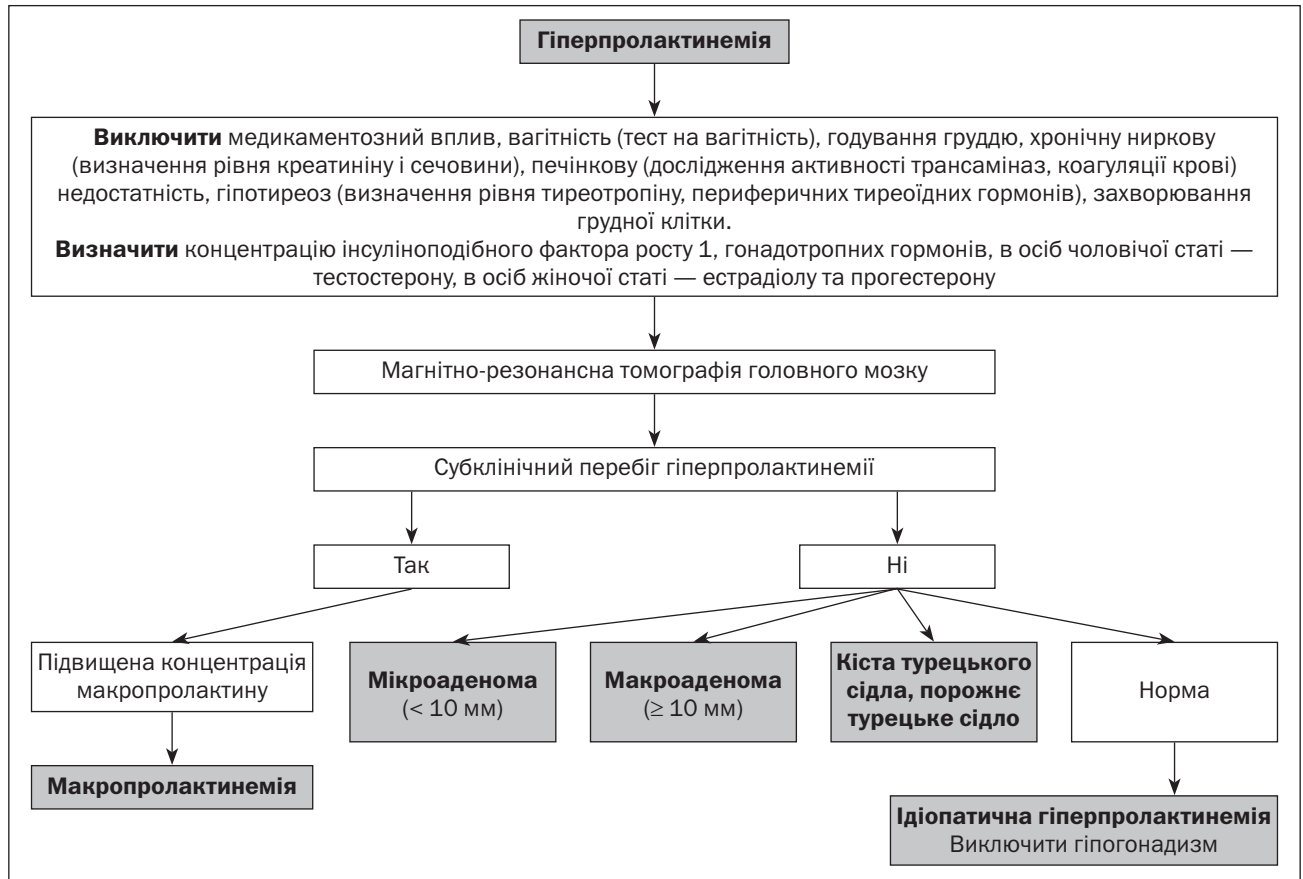 Гіперпролактинемія
Виключити медикаментозний вплив, вагітність (тест на вагітність), годування груддю, хронічну ниркову
(визначення рівня креатиніну і сечовини), печінкову (дослідження активності трансаміназ, коагуляції крові)
недостатність, гіпотиреоз (визначення рівня тиреотропіну, периферичних тиреоїдних гормонів), захворювання
грудної клітки.
Визначити концентрацію інсуліноподібного фактора росту 1, гонадотропних гормонів, в осіб чоловічої статі —
тестостерону, в осіб жіночої статі — естрадіолу та прогестерону
Магнітно-резонансна томографія головного мозку
Субклінічний перебіг гіперпролактинемії
Так
Ні
Підвищена концентрація
макропролактину
Мікроаденома
(< 10 мм)
Макроаденома
(≥ 10 мм)
Кіста турецького
сідла, порожнє
турецьке сідло
Норма
Макропролактинемія
Ідіопатична гіперпролактинемія
Виключити гіпогонадизм